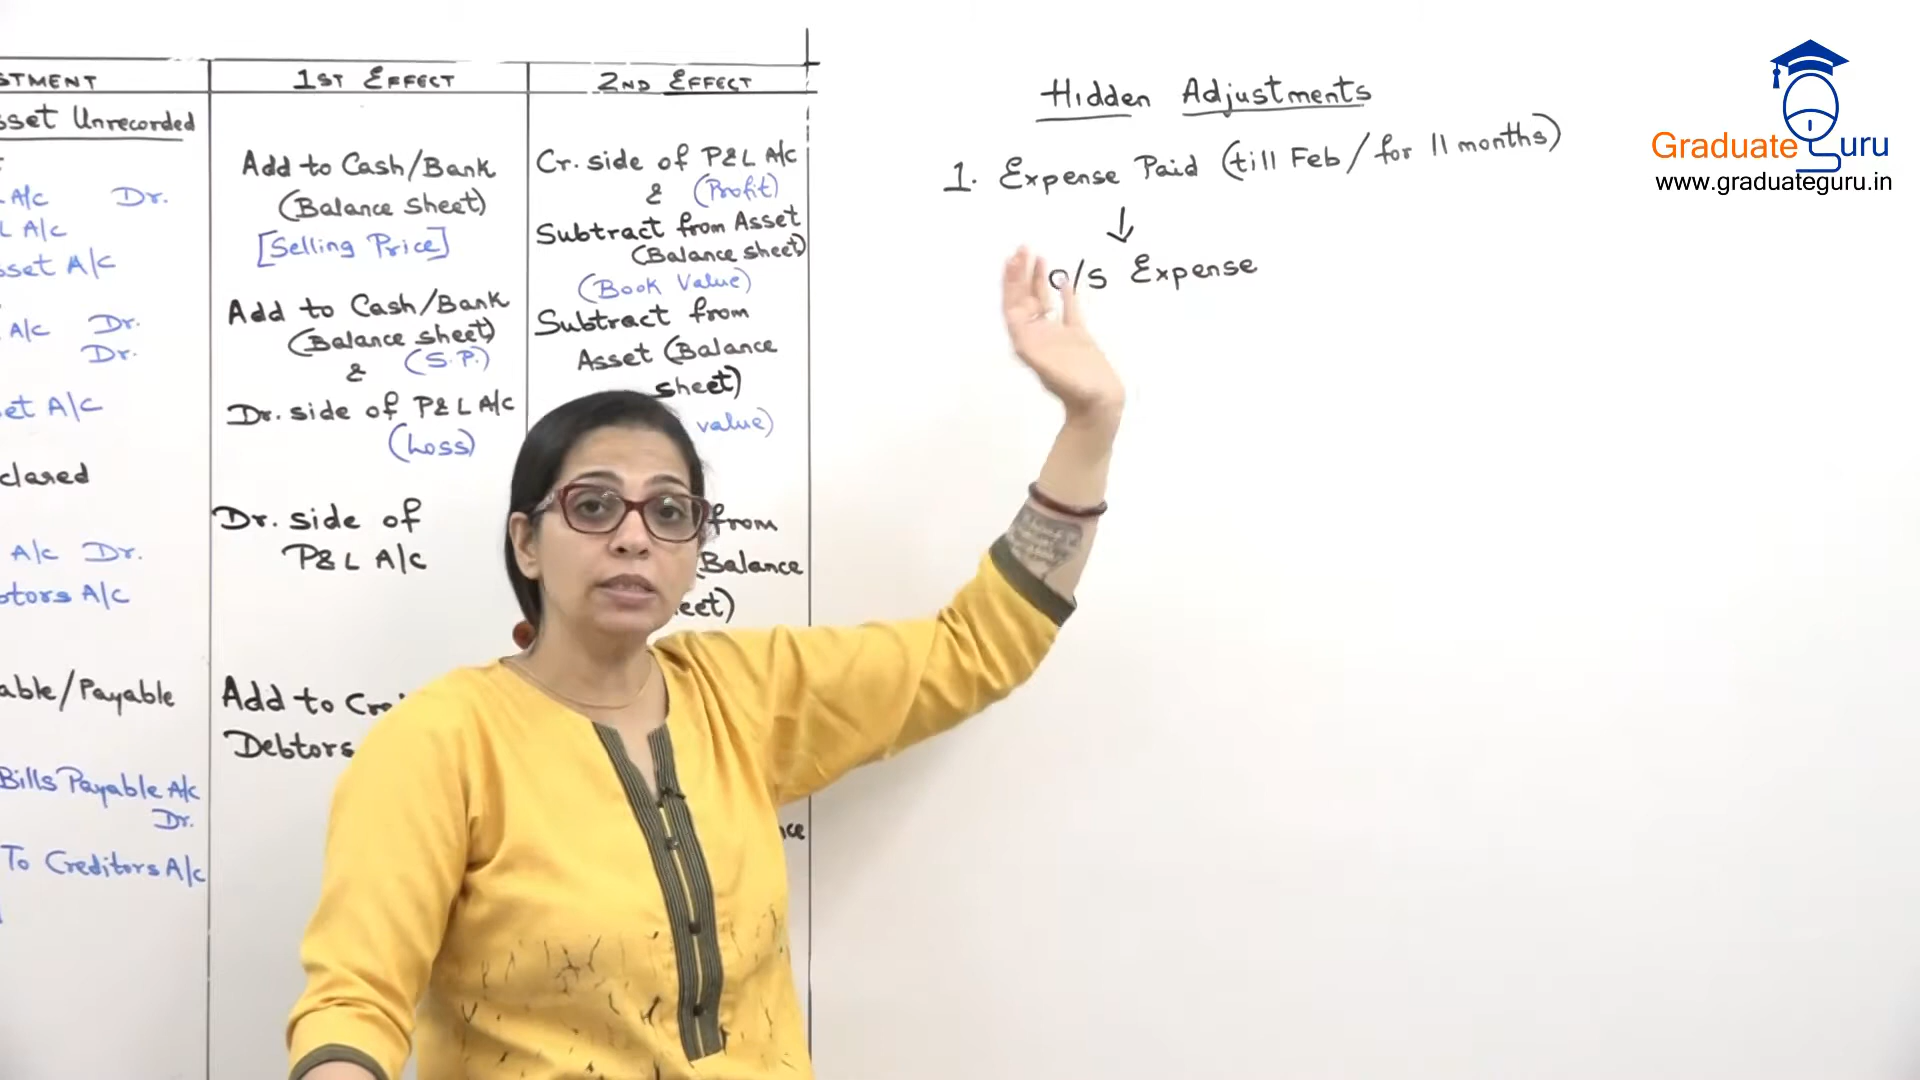 STMENT
sset Unrecorded
A/c Dr.
L A/c
sset A/c
A/c Dr.
Dr.
et A/c
clared
A/c Dr.
btors A/c
able/Payable
Bills Payable A/c
Dr.
To Creditors A/c
1ST EFFECT
Add to Cash/Bank
(Balance Sheet)
[Selling Price]
Add to Cash/Bank
(Balance sheet)
& (S.P.)
Dr. side of P&L A/c
(Loss)
Dr. side of
P&L A/c
Add to Cre
Debtors
2ND EFFECT
Cr. side of P&L A/c
& (Profit)
Subtract from Asset
(Balance sheet)
(Book Value)
Subtract from
Asset (Balance
sheet)
value)
from
(Balance
eet)
nce
Hidden Adjustments
1. Expense Paid (till Feb/for 11 months)
↓
O/S Expense
Graduate Guru
www.graduateguru.in